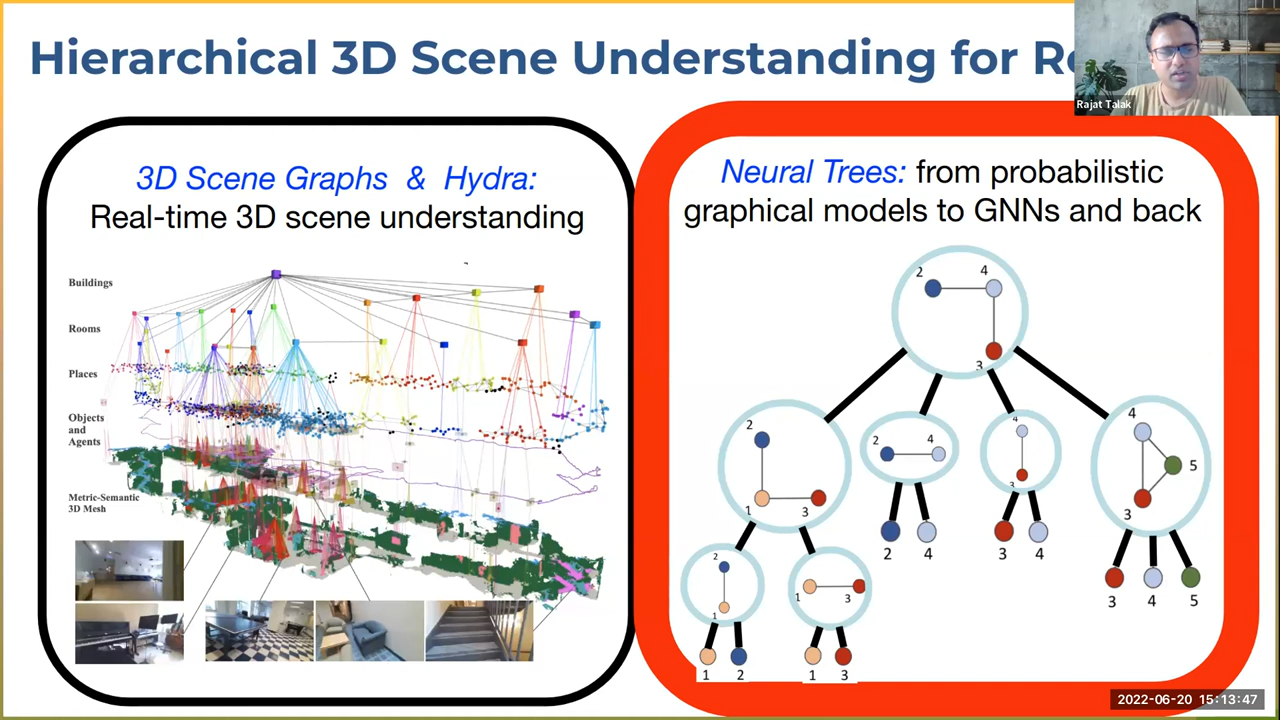 Hierarchical 3D Scene Understanding for R
Rajat Talak
3D Scene Graphs & Hydra:
Real-time 3D scene understanding
Buildings
Rooms
Places
Objects
and
Agents
Metric-Semantic
3D Mesh
Neural Trees: from probabilistic
graphical models to GNNs and back
2 4
3
2
1 3
2 4
4
3
4
5
3
2 4
3 4
3 4 5
2
1
1 3
1 2
1 3
2022-06-20 15:13:47